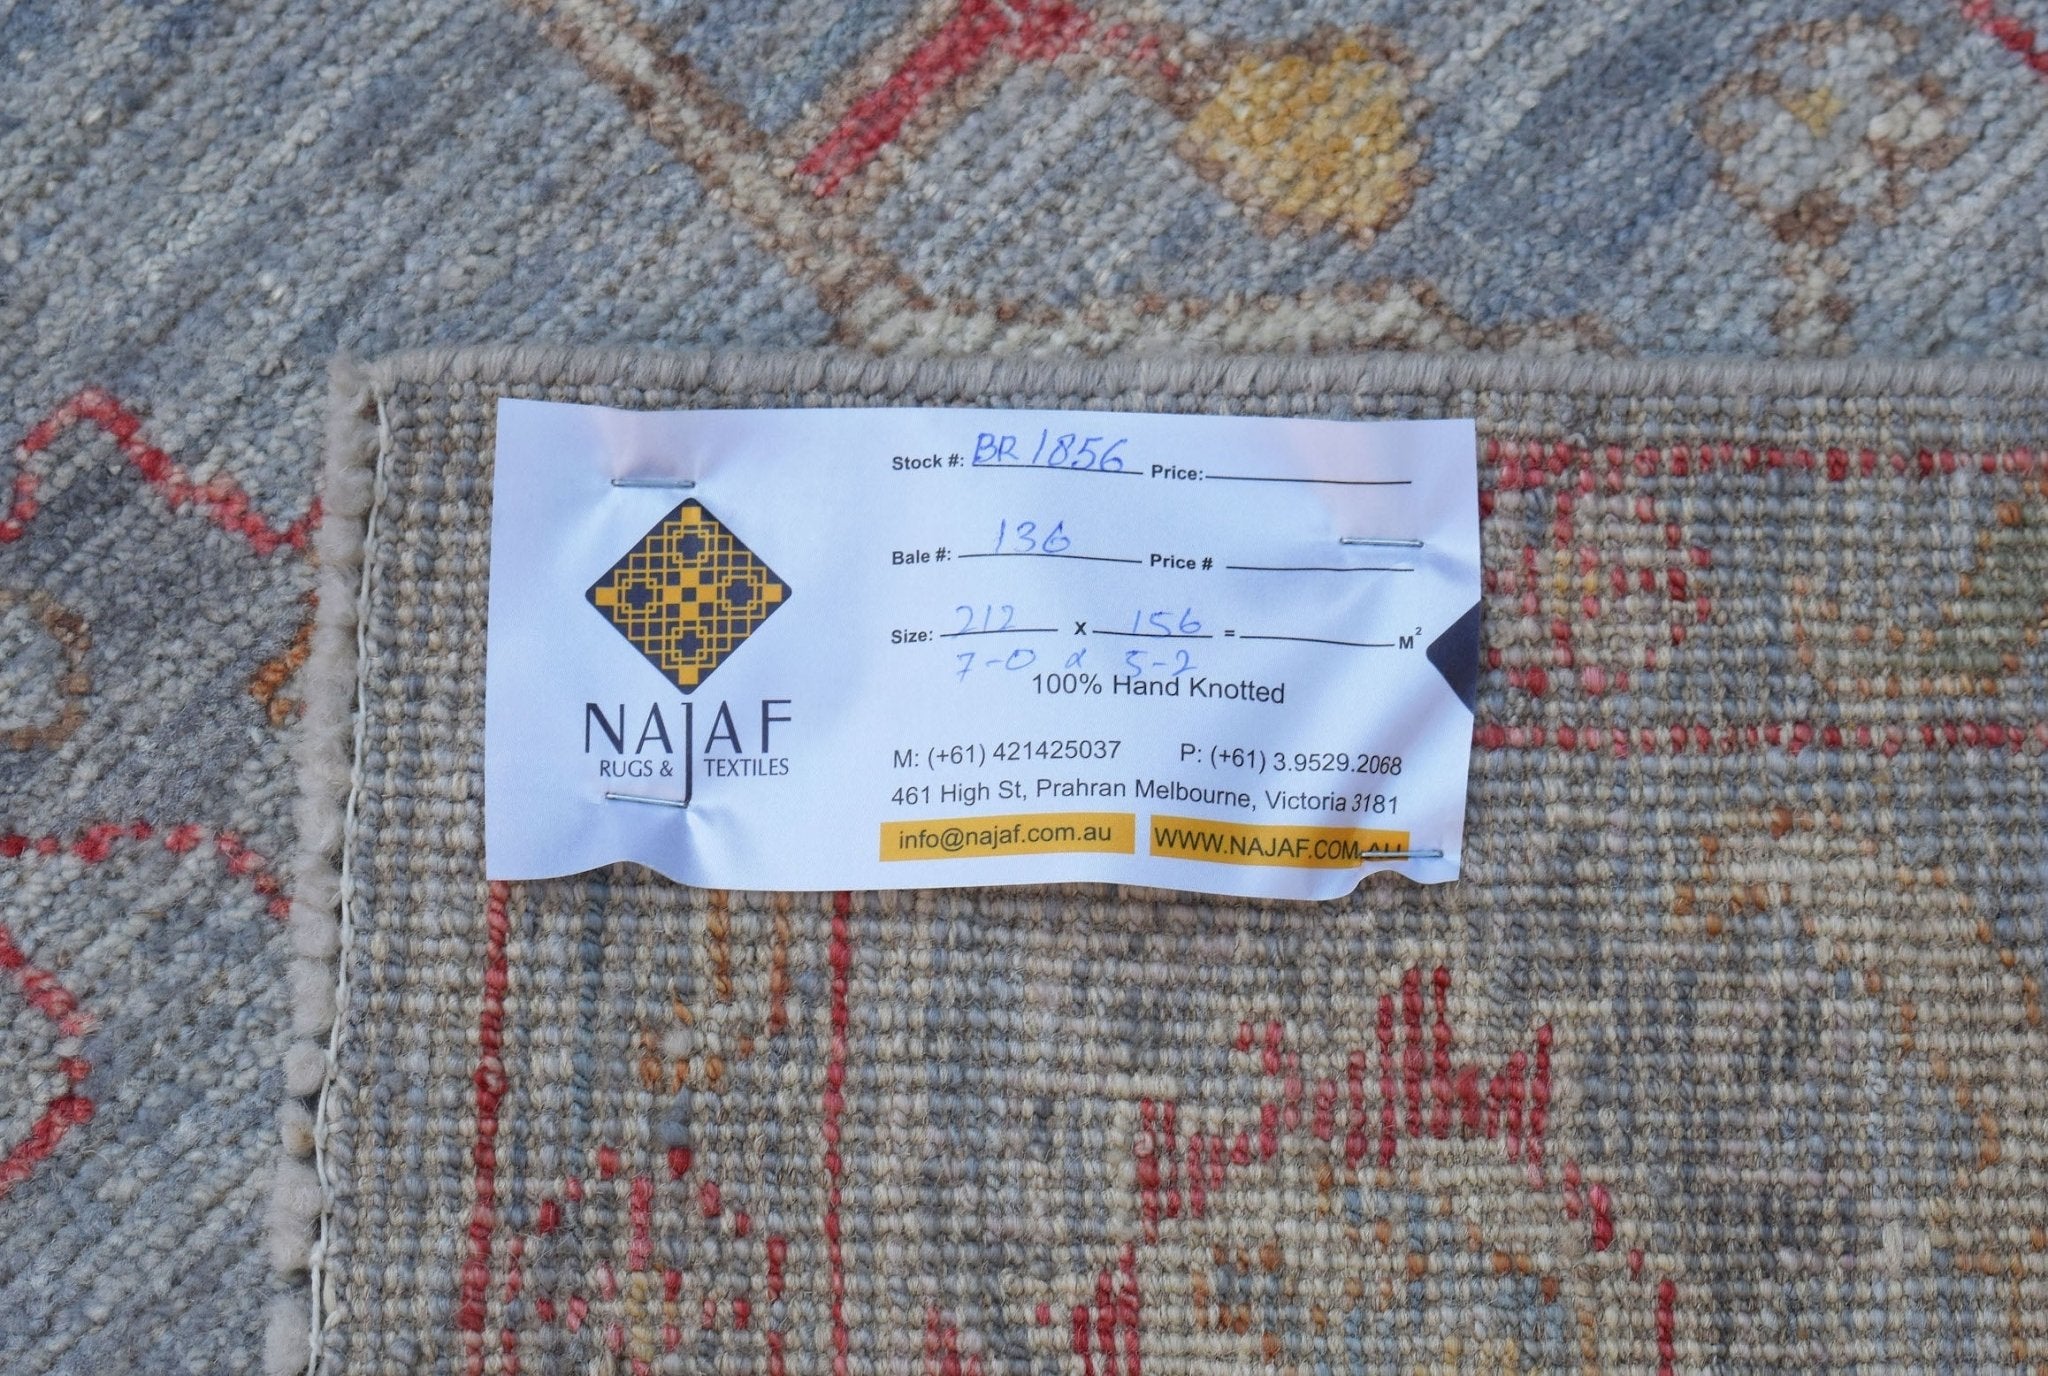 NAJAF
RUGS & TEXTILES
Stock #: BR 1856 Price:
Bale #: 136 Price #
Size: 212 X 156 = M²
7-0 x 5-2
100% Hand Knotted
M: (+61) 421425037 P: (+61) 3.9529.2068
461 High St, Prahran Melbourne, Victoria 3181
info@najaf.com.au WWW.NAJAF.COM.AU